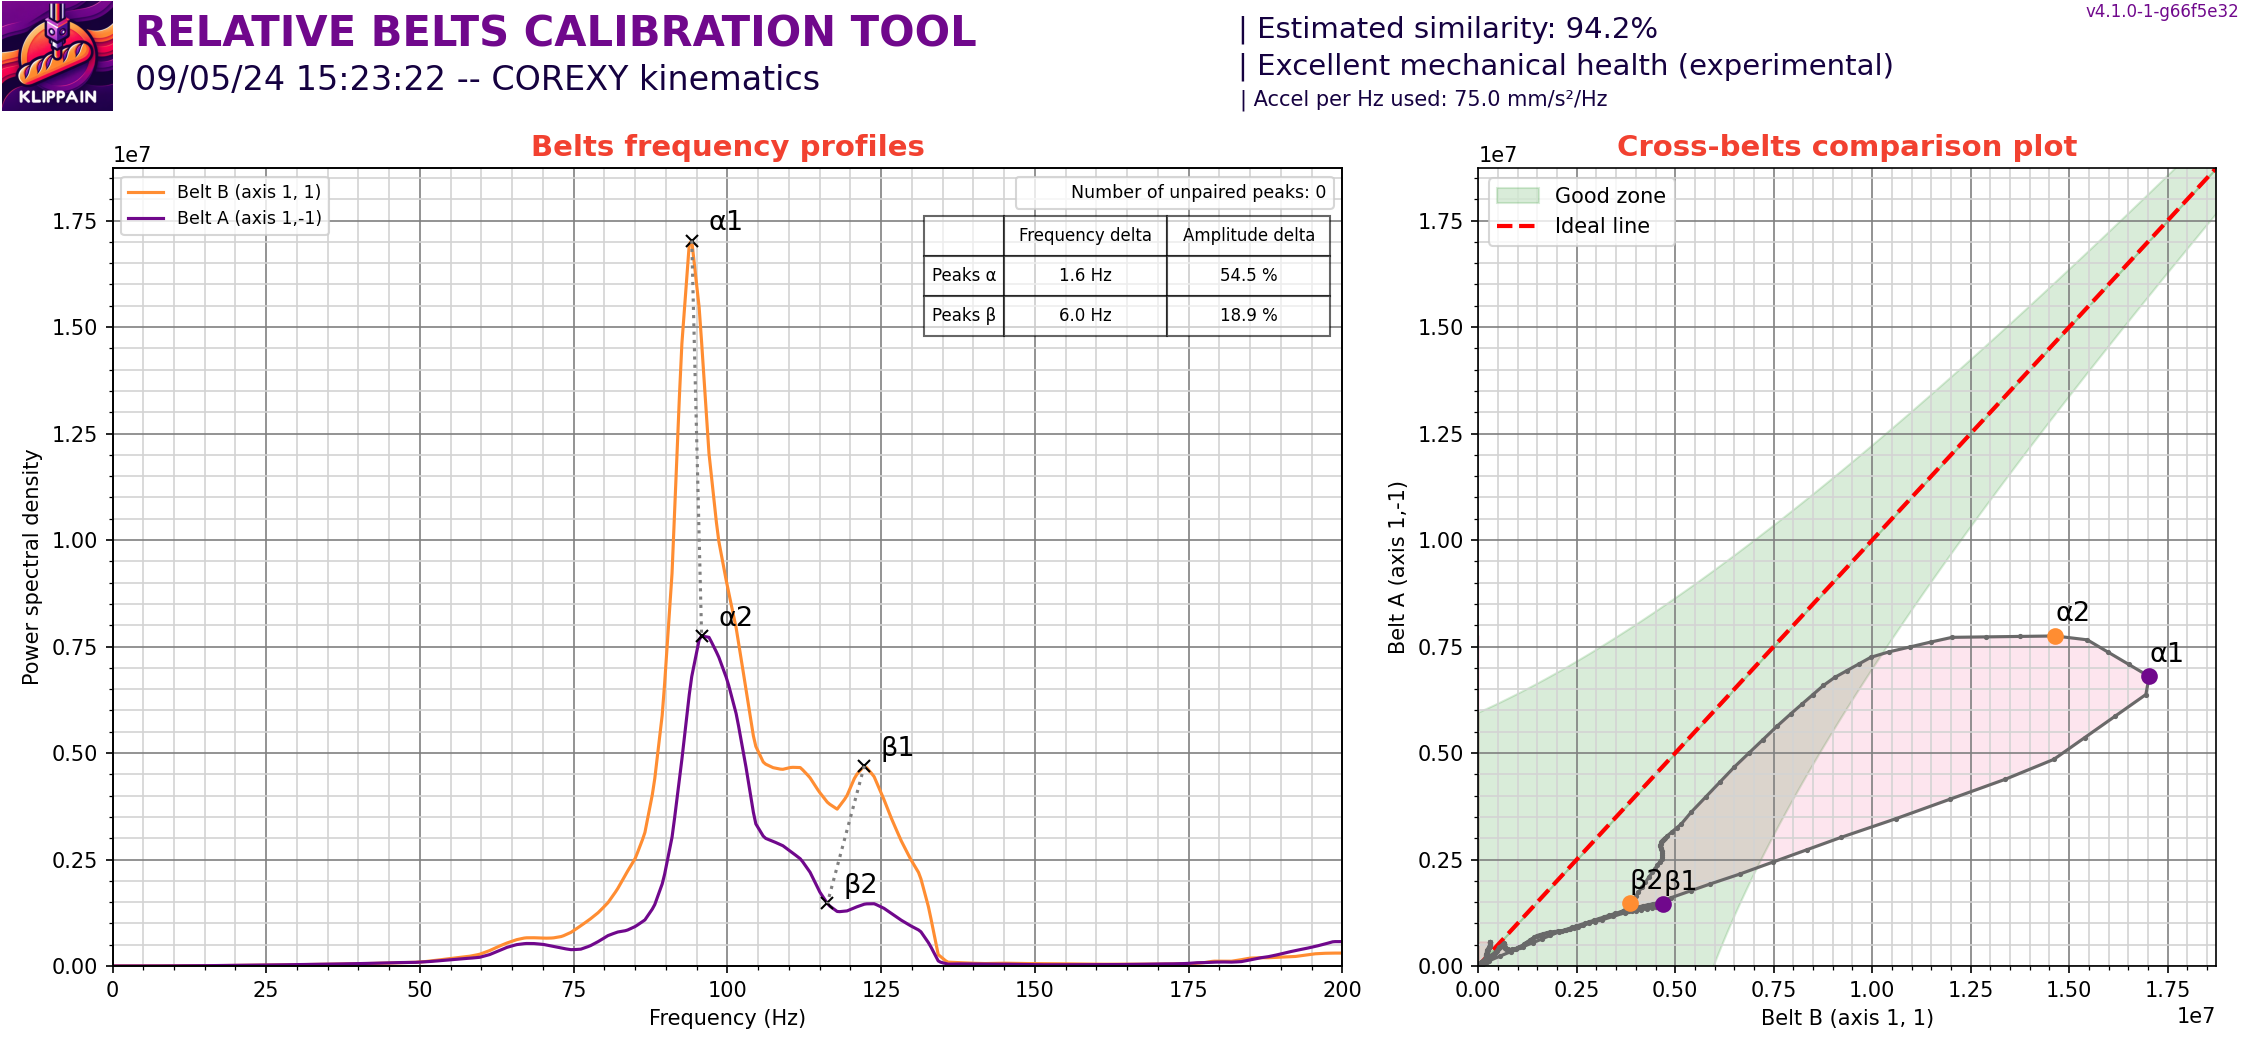 KLIPPAIN
RELATIVE BELTS CALIBRATION TOOL
09/05/24 15:23:22 -- COREXY kinematics
| Estimated similarity: 94.2%
| Excellent mechanical health (experimental)
| Accel per Hz used: 75.0 mm/s²/Hz
v4.1.0-1-g66f5e32
Belts frequency profiles
1e7
Belt B (axis 1, 1)
Belt A (axis 1,-1)
Number of unpaired peaks: 0
Frequency delta Amplitude delta
Peaks α 1.6 Hz 54.5 %
Peaks β 6.0 Hz 18.9 %
α1
α2
β1
β2
Power spectral density
1.75
1.50
1.25
1.00
0.75
0.50
0.25
0.00
0 25 50 75 100 125 150 175 200
Frequency (Hz)
Cross-belts comparison plot
1e7
Good zone
Ideal line
α2
α1
β2 β1
Belt A (axis 1,-1)
1.75
1.50
1.25
1.00
0.75
0.50
0.25
0.00
0.00 0.25 0.50 0.75 1.00 1.25 1.50 1.75
Belt B (axis 1, 1)
1e7